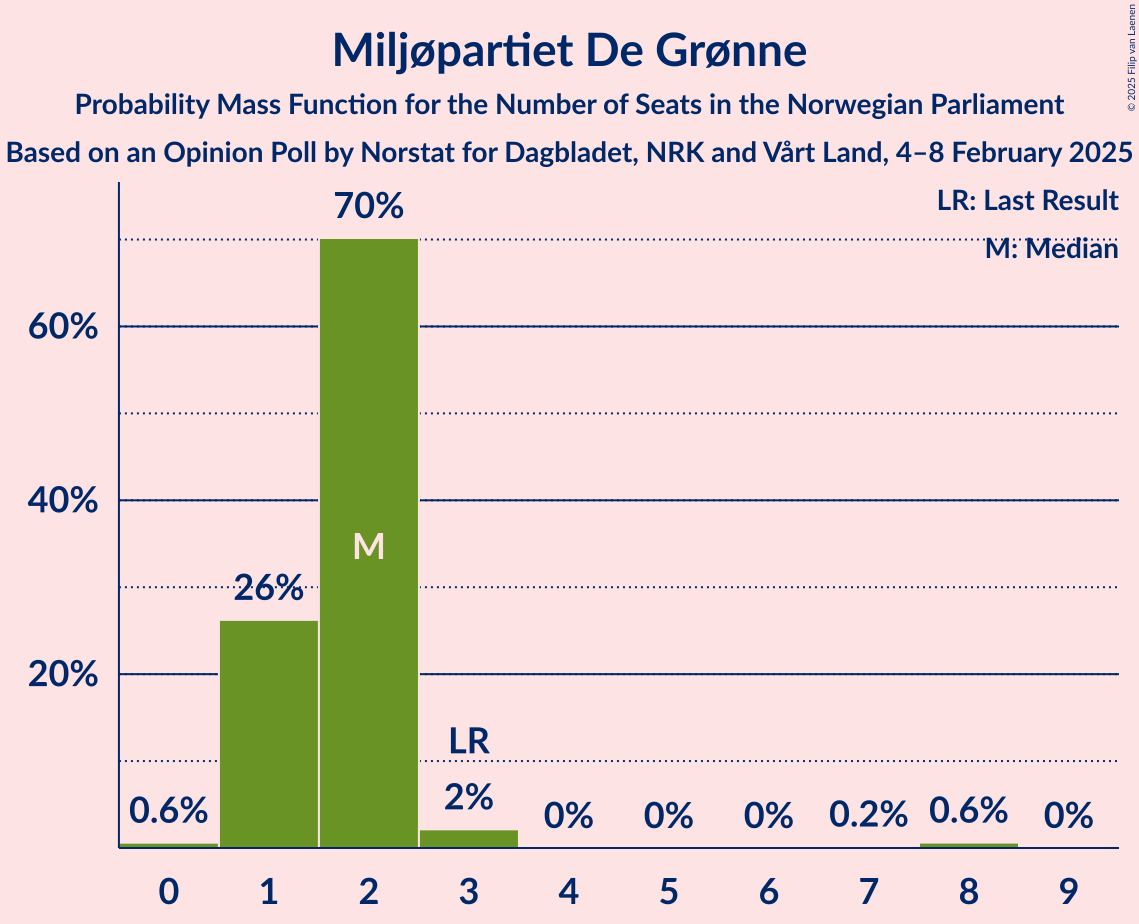 Miljøpartiet De Grønne
Probability Mass Function for the Number of Seats in the Norwegian Parliament
Based on an Opinion Poll by Norstat for Dagbladet, NRK and Vårt Land, 4–8 February 2025
© 2025 Filip van Laenen
LR: Last Result
M: Median
60%
40%
20%
0.6%
26%
70%
M
LR
2%
0%
0%
0%
0.2%
0.6%
0%
0 1 2 3 4 5 6 7 8 9